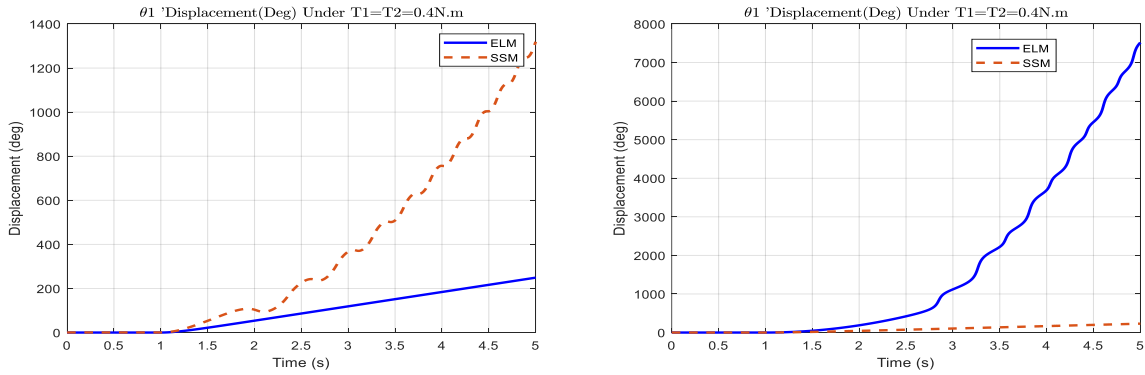 θ1 'Displacement(Deg) Under T1=T2=0.4N.m
ELM
SSM
1400
1200
1000
800
600
400
200
0
Displacement (deg)
0 0.5 1 1.5 2 2.5 3 3.5 4 4.5 5
Time (s)
θ1 'Displacement(Deg) Under T1=T2=0.4N.m
ELM
SSM
8000
7000
6000
5000
4000
3000
2000
1000
0
Displacement (deg)
0 0.5 1 1.5 2 2.5 3 3.5 4 4.5 5
Time (s)